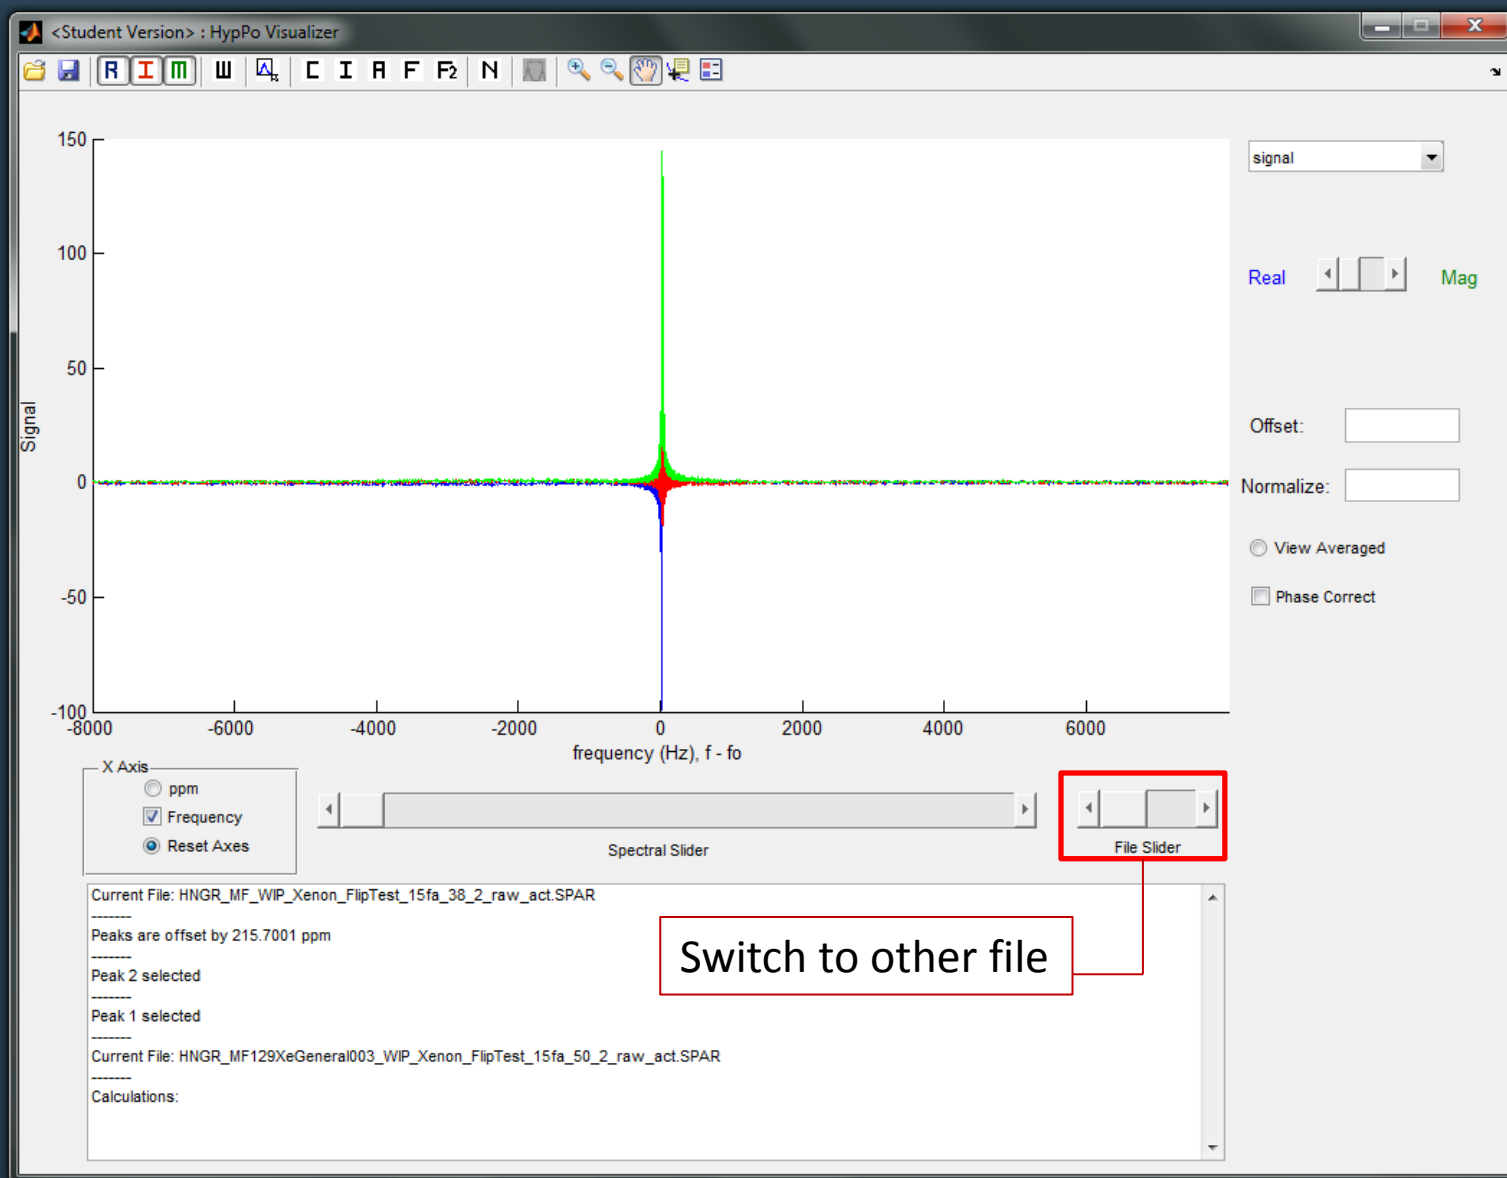 <Student Version> : HypPo Visualizer
R I M W C I A F F2 N
150
100
50
0
-50
-100
Signal
-8000 -6000 -4000 -2000 0 2000 4000 6000
frequency (Hz), f - fo
signal
Real Mag
Offset:
Normalize:
View Averaged
Phase Correct
X Axis
ppm
Frequency
Reset Axes
Spectral Slider
File Slider
Switch to other file
Current File: HNGR_MF_WIP_Xenon_FlipTest_15fa_38_2_raw_act.SPAR
-------
Peaks are offset by 215.7001 ppm
-------
Peak 2 selected
-------
Peak 1 selected
-------
Current File: HNGR_MF129XeGeneral003_WIP_Xenon_FlipTest_15fa_50_2_raw_act.SPAR
-------
Calculations: